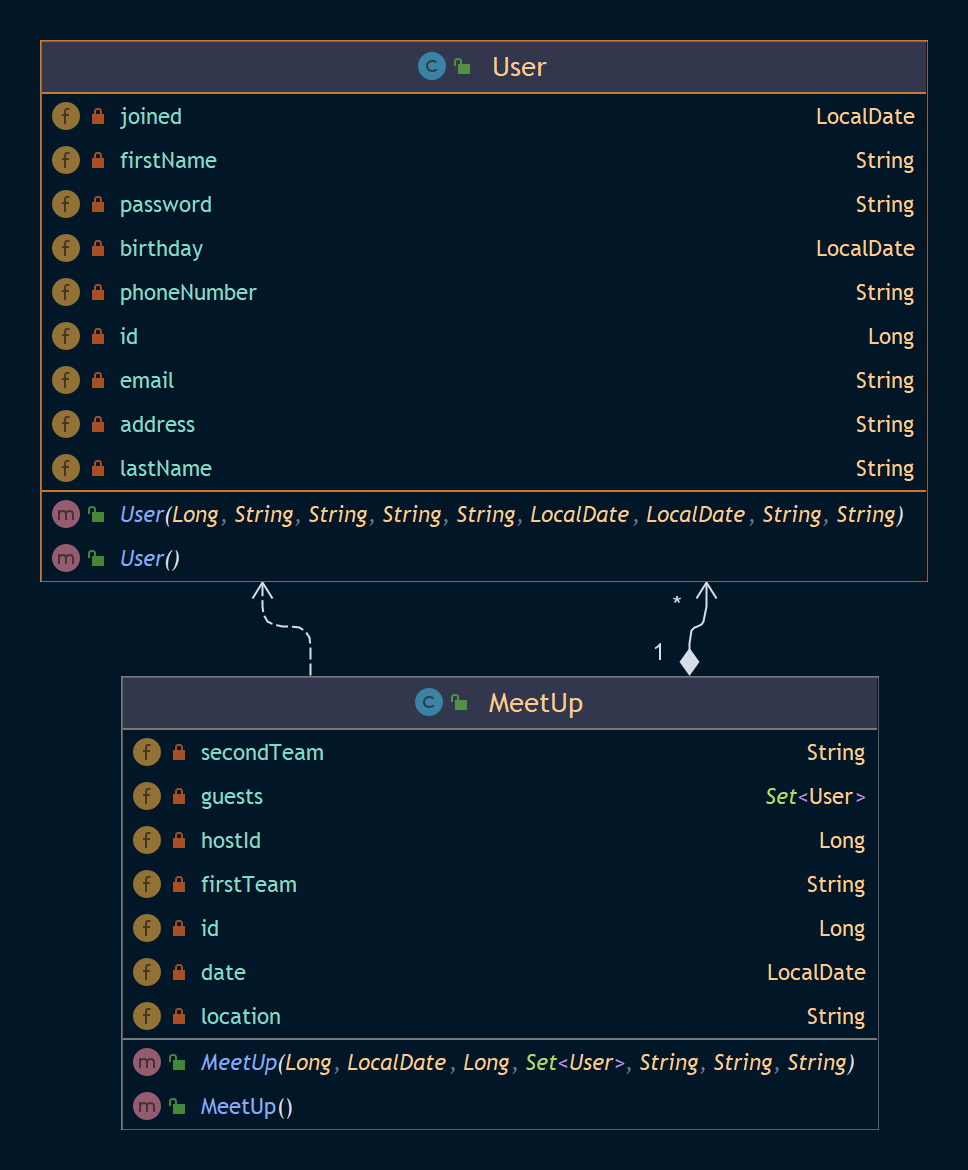 C User
f joined LocalDate
f firstName String
f password String
f birthday LocalDate
f phoneNumber String
f id Long
f email String
f address String
f lastName String
m User(Long, String, String, String, String, LocalDate, LocalDate, String, String)
m User()
*
1
C MeetUp
f secondTeam String
f guests Set<User>
f hostId Long
f firstTeam String
f id Long
f date LocalDate
f location String
m MeetUp(Long, LocalDate, Long, Set<User>, String, String, String)
m MeetUp()